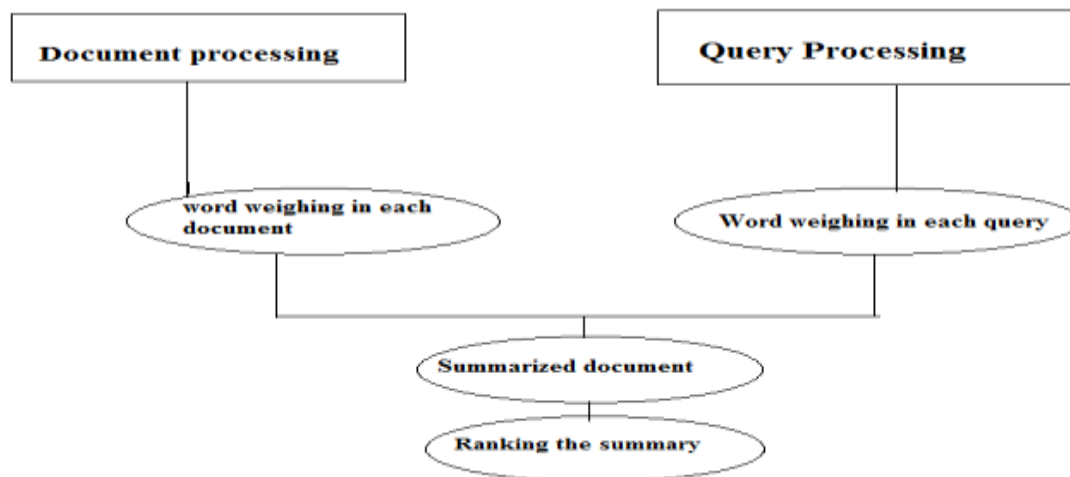 Document processing
Query Processing
word weighing in each
document
Word weighing in each query
Summarized document
Ranking the summary